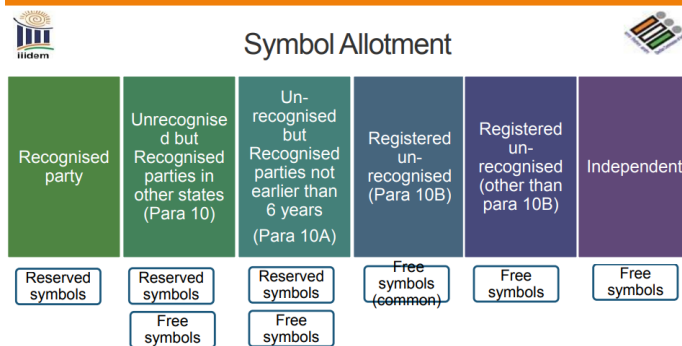 iiidem
Symbol Allotment
Recognised
party
Unrecognise
d but
Recognised
parties in
other states
(Para 10)
Un-
recognised
but
Recognised
parties not
earlier than
6 years
(Para 10A)
Registered
un-
recognised
(Para 10B)
Registered
un-
recognised
(other than
para 10B)
Independent
Reserved
symbols
Reserved
symbols
Reserved
symbols
Free
symbols
(common)
Free
symbols
Free
symbols
Free
symbols
Free
symbols